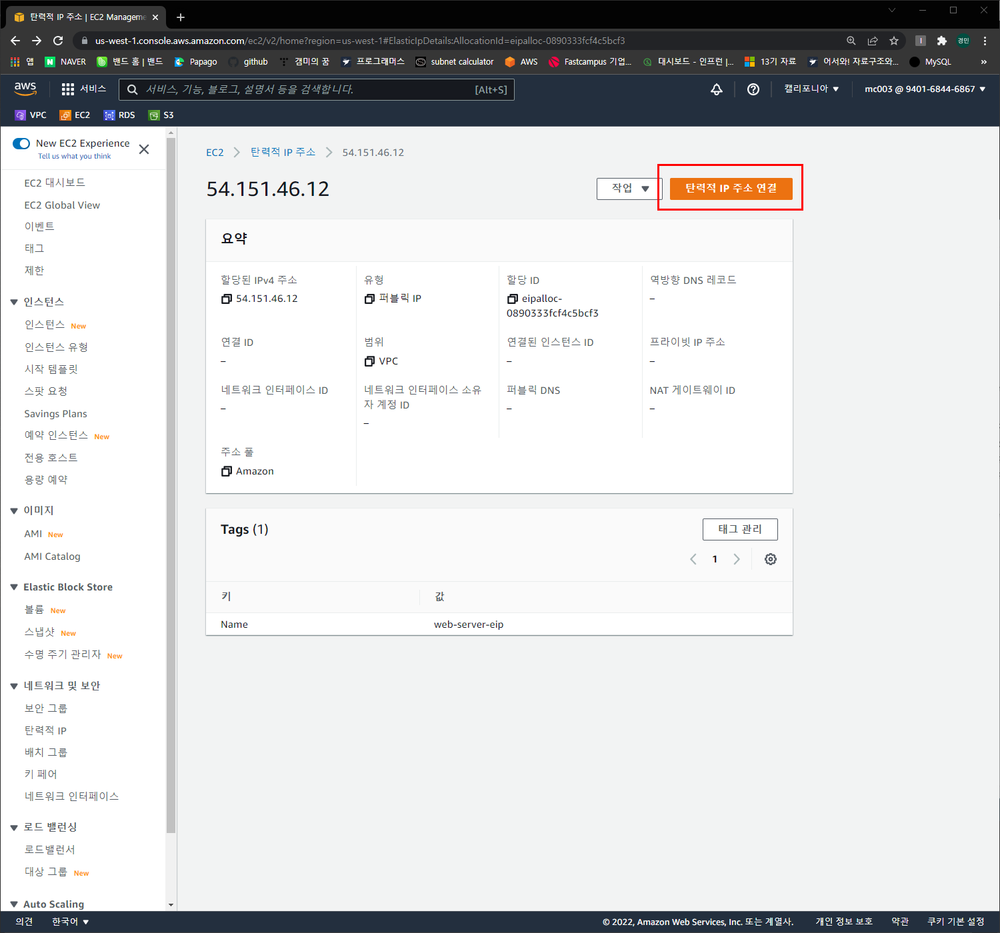 탄력적 IP 주소 | EC2 Manageme
us-west-1.console.aws.amazon.com/ec2/v2/home?region=us-west-1#ElasticIpDetails:AllocationId=eipalloc-0890333fcf4c5bcf3
경민
앱 NAVER 밴드 홈 | 밴드 Papago github 캠미의 꿈 프로그래머스 subnet calculator AWS Fastcampus 기업... 대시보드 - 인프런 |... 13기 자료 어서와! 자료구조와... MySQL »
aws 서비스 서비스, 기능, 블로그, 설명서 등을 검색합니다. [Alt+S] 캘리포니아 ▼ mc003 @ 9401-6844-6867 ▼
VPC EC2 RDS S3
New EC2 Experience
Tell us what you think
EC2 대시보드
EC2 Global View
이벤트
태그
제한
인스턴스
인스턴스 New
인스턴스 유형
시작 템플릿
스팟 요청
Savings Plans
예약 인스턴스 New
전용 호스트
용량 예약
이미지
AMI New
AMI Catalog
Elastic Block Store
볼륨 New
스냅샷 New
수명 주기 관리자 New
네트워크 및 보안
보안 그룹
탄력적 IP
배치 그룹
키 페어
네트워크 인터페이스
로드 밸런싱
로드밸런서
대상 그룹 New
Auto Scaling
EC2 > 탄력적 IP 주소 > 54.151.46.12
54.151.46.12
작업 ▼
탄력적 IP 주소 연결
요약
할당된 IPv4 주소
54.151.46.12
유형
퍼블릭 IP
할당 ID
eipalloc-
0890333fcf4c5bcf3
역방향 DNS 레코드
–
연결 ID
–
범위
VPC
연결된 인스턴스 ID
–
프라이빗 IP 주소
–
네트워크 인터페이스 ID
–
네트워크 인터페이스 소유
자 계정 ID
–
퍼블릭 DNS
–
NAT 게이트웨이 ID
–
주소 풀
Amazon
Tags (1)
태그 관리
1
키 값
Name web-server-eip
의견 한국어 ▼ © 2022, Amazon Web Services, Inc. 또는 계열사. 개인 정보 보호 약관 쿠키 기본 설정